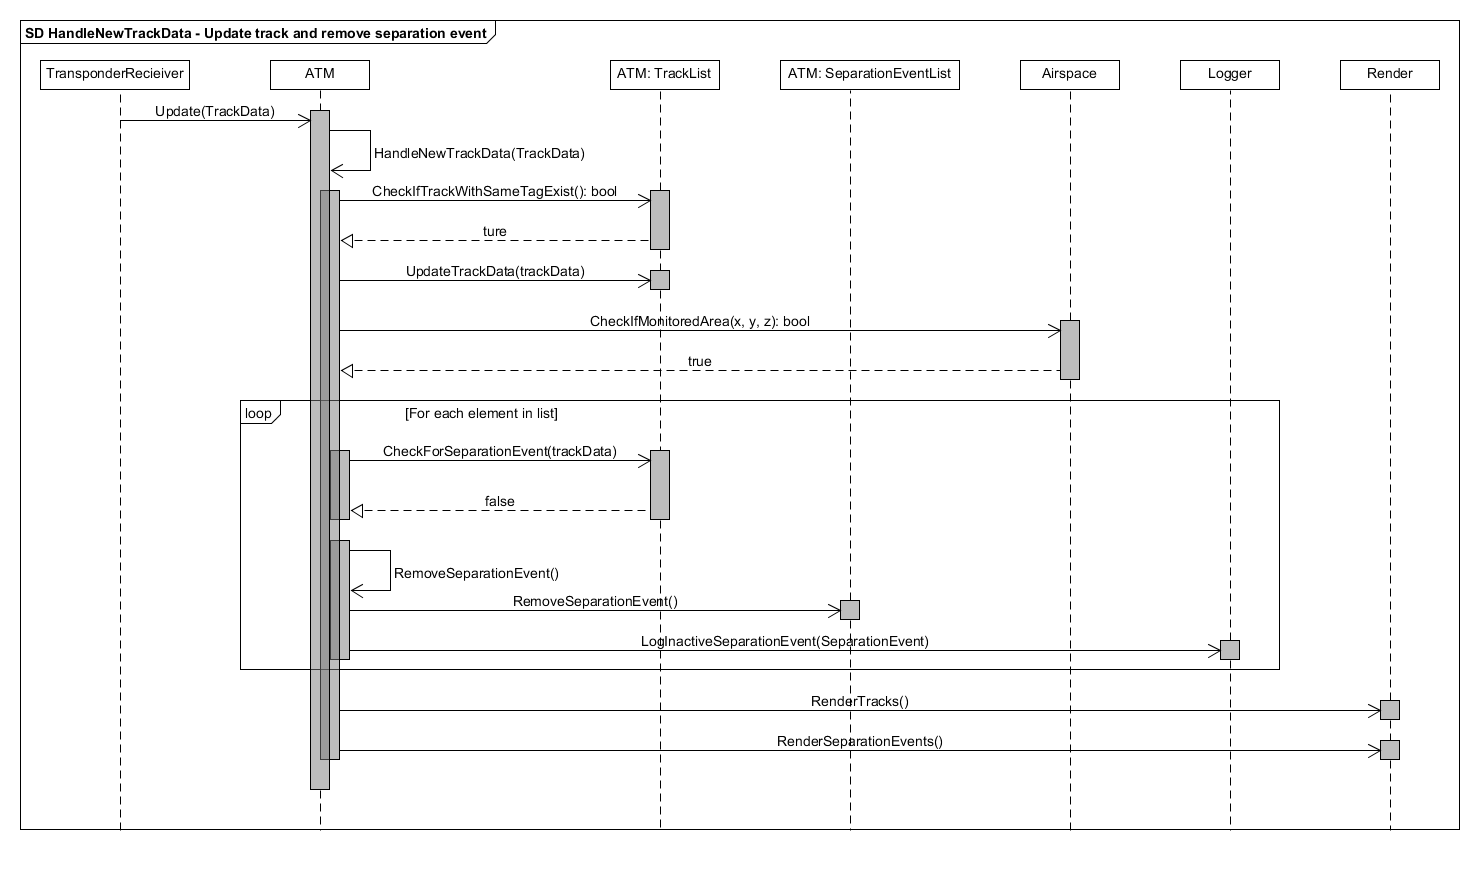 SD HandleNewTrackData - Update track and remove separation event
TransponderRecieiver
ATM
ATM: TrackList
ATM: SeparationEventList
Airspace
Logger
Render
Update(TrackData)
HandleNewTrackData(TrackData)
CheckIfTrackWithSameTagExist(): bool
ture
UpdateTrackData(trackData)
CheckIfMonitoredArea(x, y, z): bool
true
loop
[For each element in list]
CheckForSeparationEvent(trackData)
false
RemoveSeparationEvent()
RemoveSeparationEvent()
LogInactiveSeparationEvent(SeparationEvent)
RenderTracks()
RenderSeparationEvents()